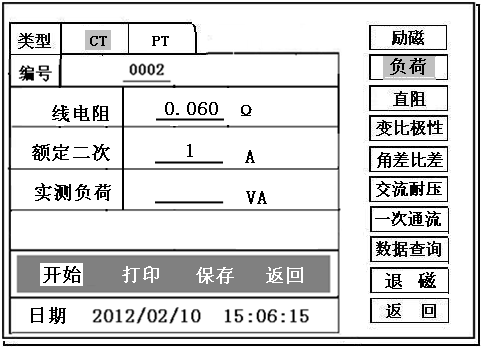 类型 CT PT
编号 0002
线电阻 0.060 Ω
额定二次 1 A
实测负荷 VA
开始 打印 保存 返回
日期 2012/02/10 15:06:15
励磁
负荷
直阻
变比极性
角差比差
交流耐压
一次通流
数据查询
退 磁
返 回